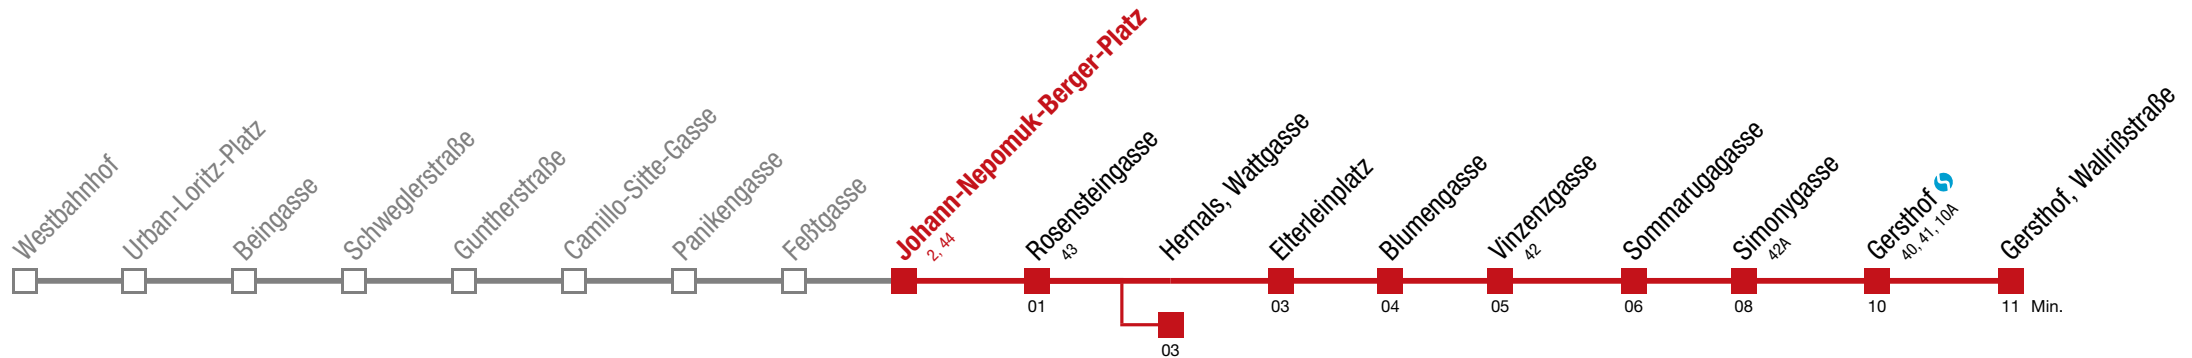 Westbahnhof
Urban-Loritz-Platz
Beingasse
Schweglerstraße
Guntherstraße
Camillo-Sitte-Gasse
Panikengasse
Feßtgasse
Johann-Nepomuk-Berger-Platz
2, 44
Rosensteingasse
43
Hernals, Wattgasse
Elterleinplatz
Blumengasse
Vinzenzgasse
42
Sommarugagasse
Simonygasse
42A
Gersthof
40, 41, 10A
Gersthof, Wallrißstraße
01
03
04
05
06
08
10
11 Min.
03